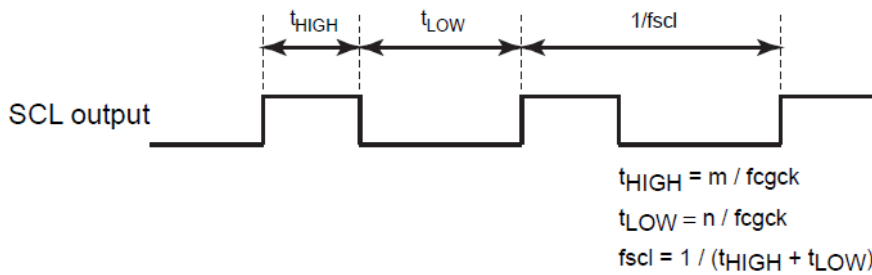 tHIGH
tLOW
1/fscl
SCL output
tHIGH = m / fcgck
tLOW = n / fcgck
fscl = 1 / (tHIGH + tLOW)